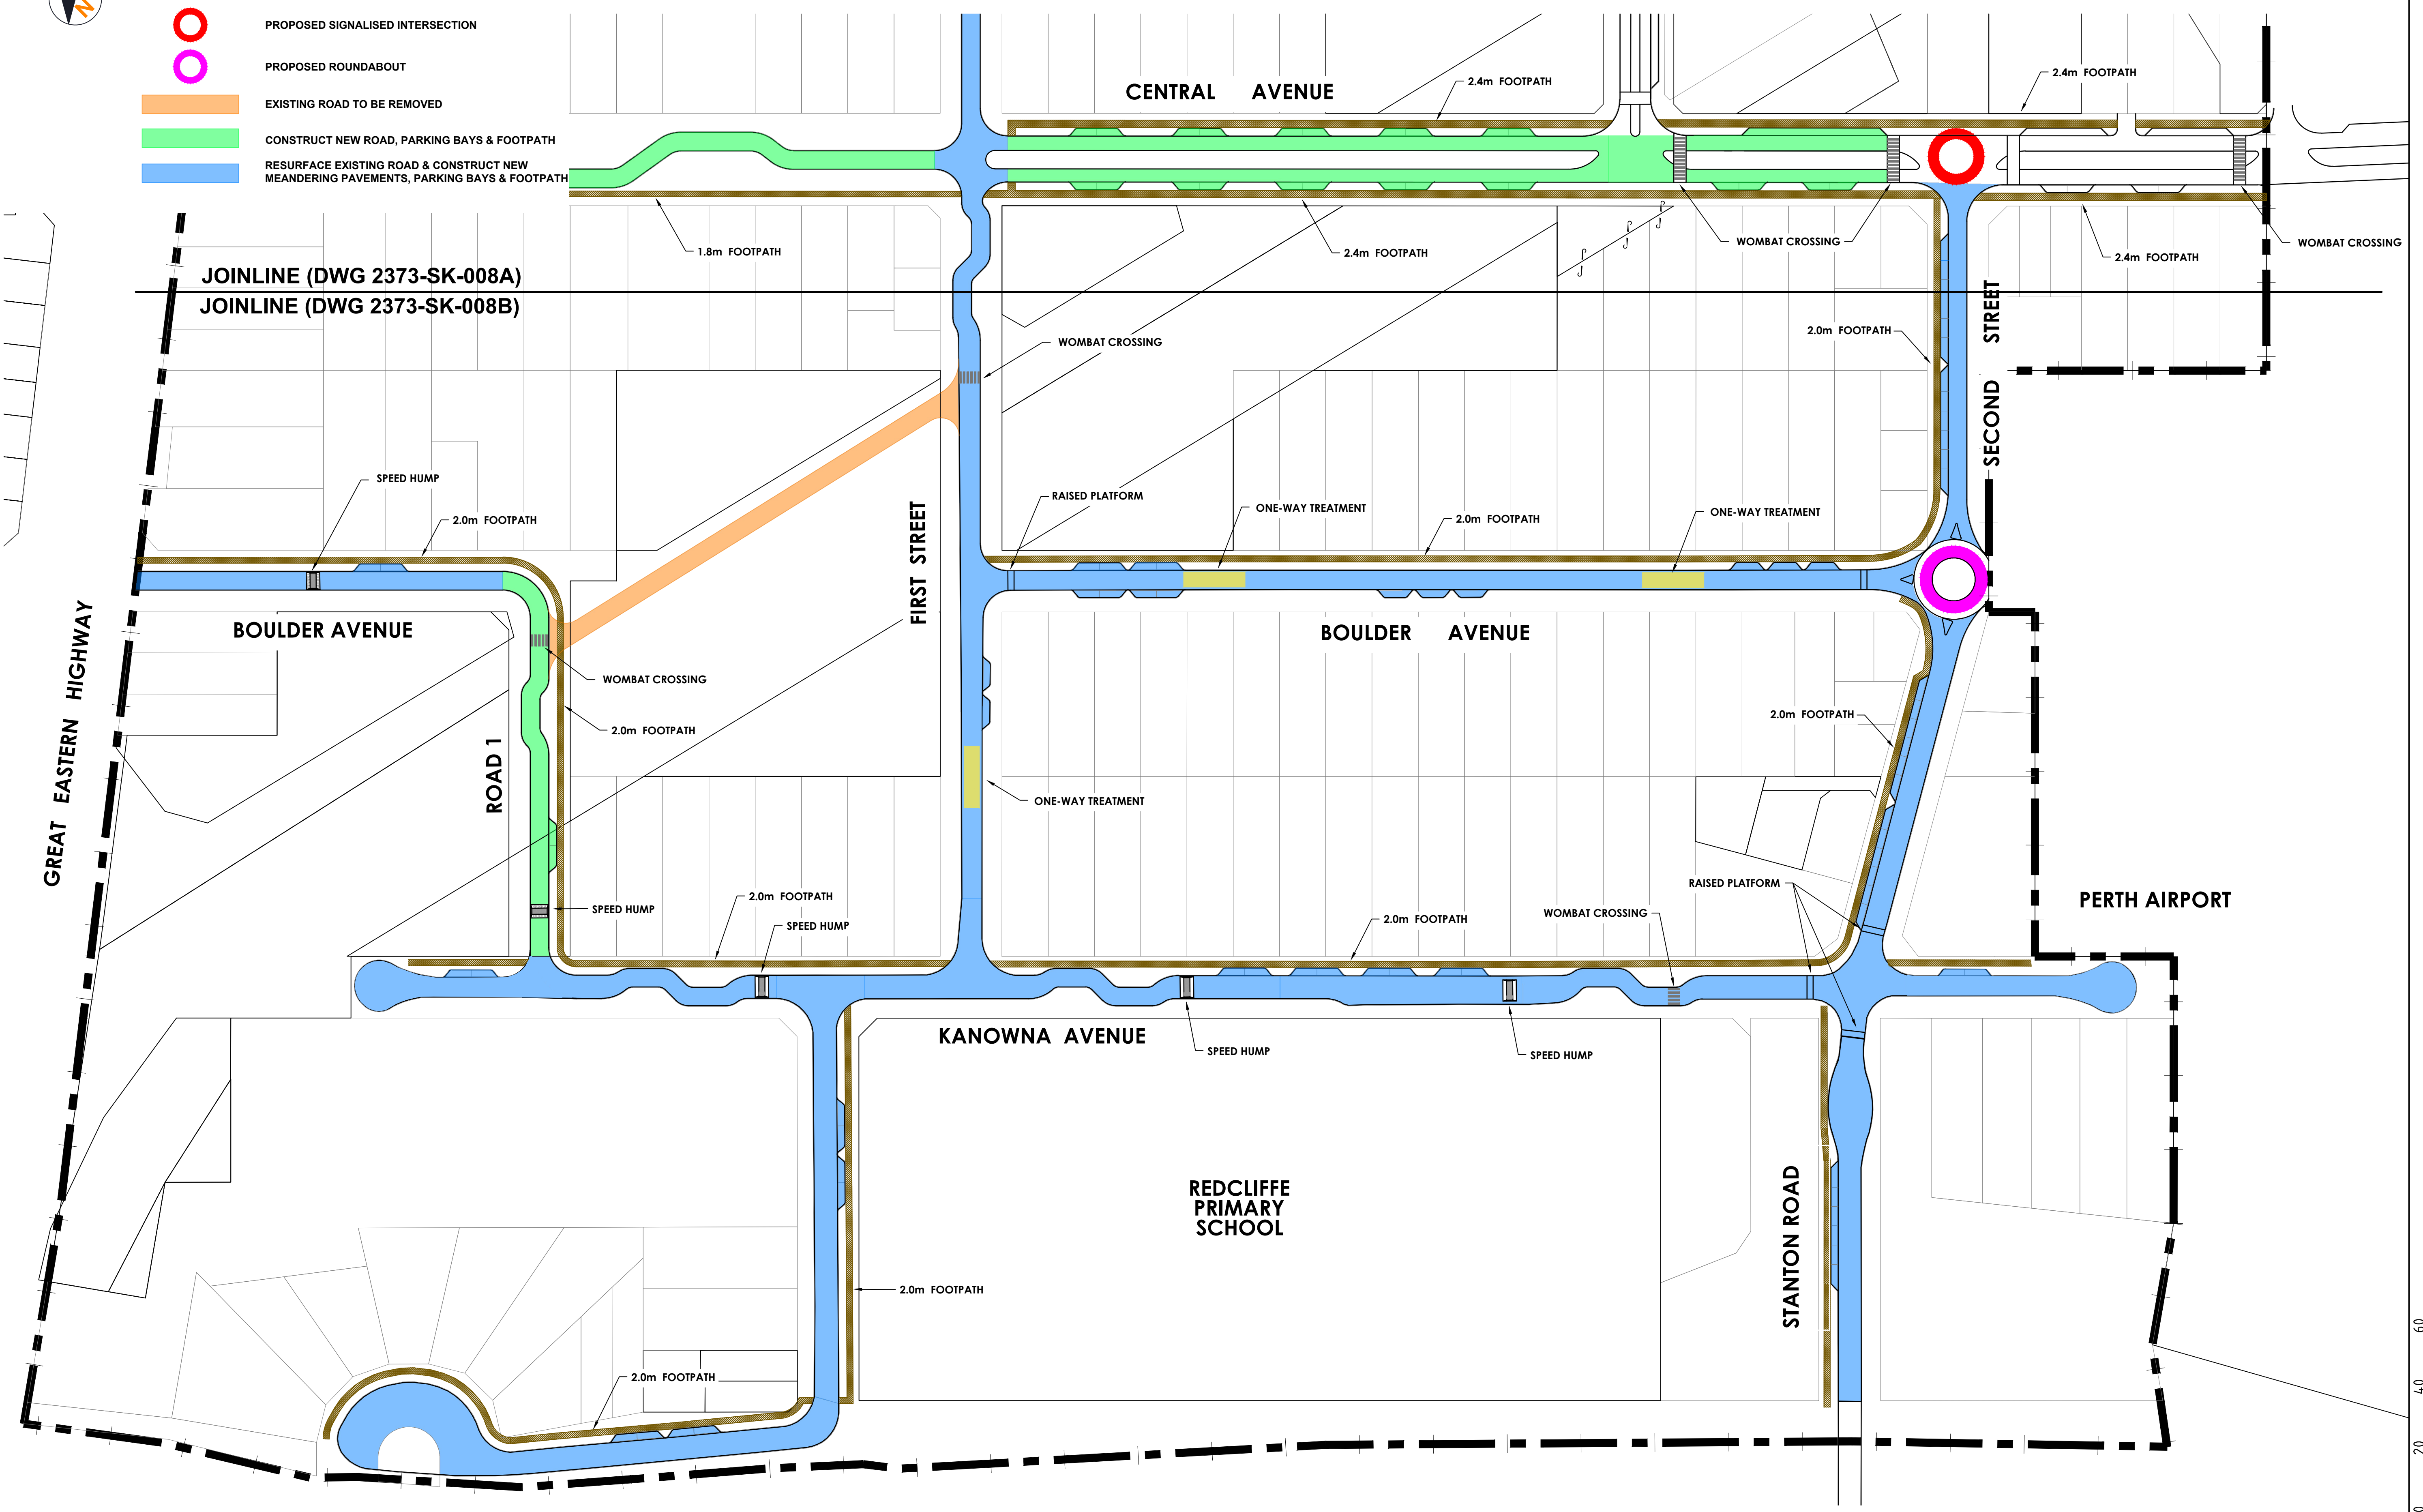 N
PROPOSED SIGNALISED INTERSECTION
PROPOSED ROUNDABOUT
EXISTING ROAD TO BE REMOVED
CONSTRUCT NEW ROAD, PARKING BAYS & FOOTPATH
RESURFACE EXISTING ROAD & CONSTRUCT NEW
MEANDERING PAVEMENTS, PARKING BAYS & FOOTPATH
CENTRAL AVENUE
2.4m FOOTPATH
2.4m FOOTPATH
1.8m FOOTPATH
2.4m FOOTPATH
WOMBAT CROSSING
2.4m FOOTPATH
WOMBAT CROSSING
JOINLINE (DWG 2373-SK-008A)
JOINLINE (DWG 2373-SK-008B)
WOMBAT CROSSING
2.0m FOOTPATH
SECOND STREET
SPEED HUMP
2.0m FOOTPATH
FIRST STREET
RAISED PLATFORM
ONE-WAY TREATMENT
2.0m FOOTPATH
ONE-WAY TREATMENT
GREAT EASTERN HIGHWAY
BOULDER AVENUE
BOULDER AVENUE
WOMBAT CROSSING
2.0m FOOTPATH
ROAD 1
2.0m FOOTPATH
ONE-WAY TREATMENT
SPEED HUMP
2.0m FOOTPATH
SPEED HUMP
2.0m FOOTPATH
WOMBAT CROSSING
RAISED PLATFORM
PERTH AIRPORT
KANOWNA AVENUE
SPEED HUMP
SPEED HUMP
REDCLIFFE
PRIMARY
SCHOOL
STANTON ROAD
2.0m FOOTPATH
2.0m FOOTPATH
6.0
4.0
2.0
0